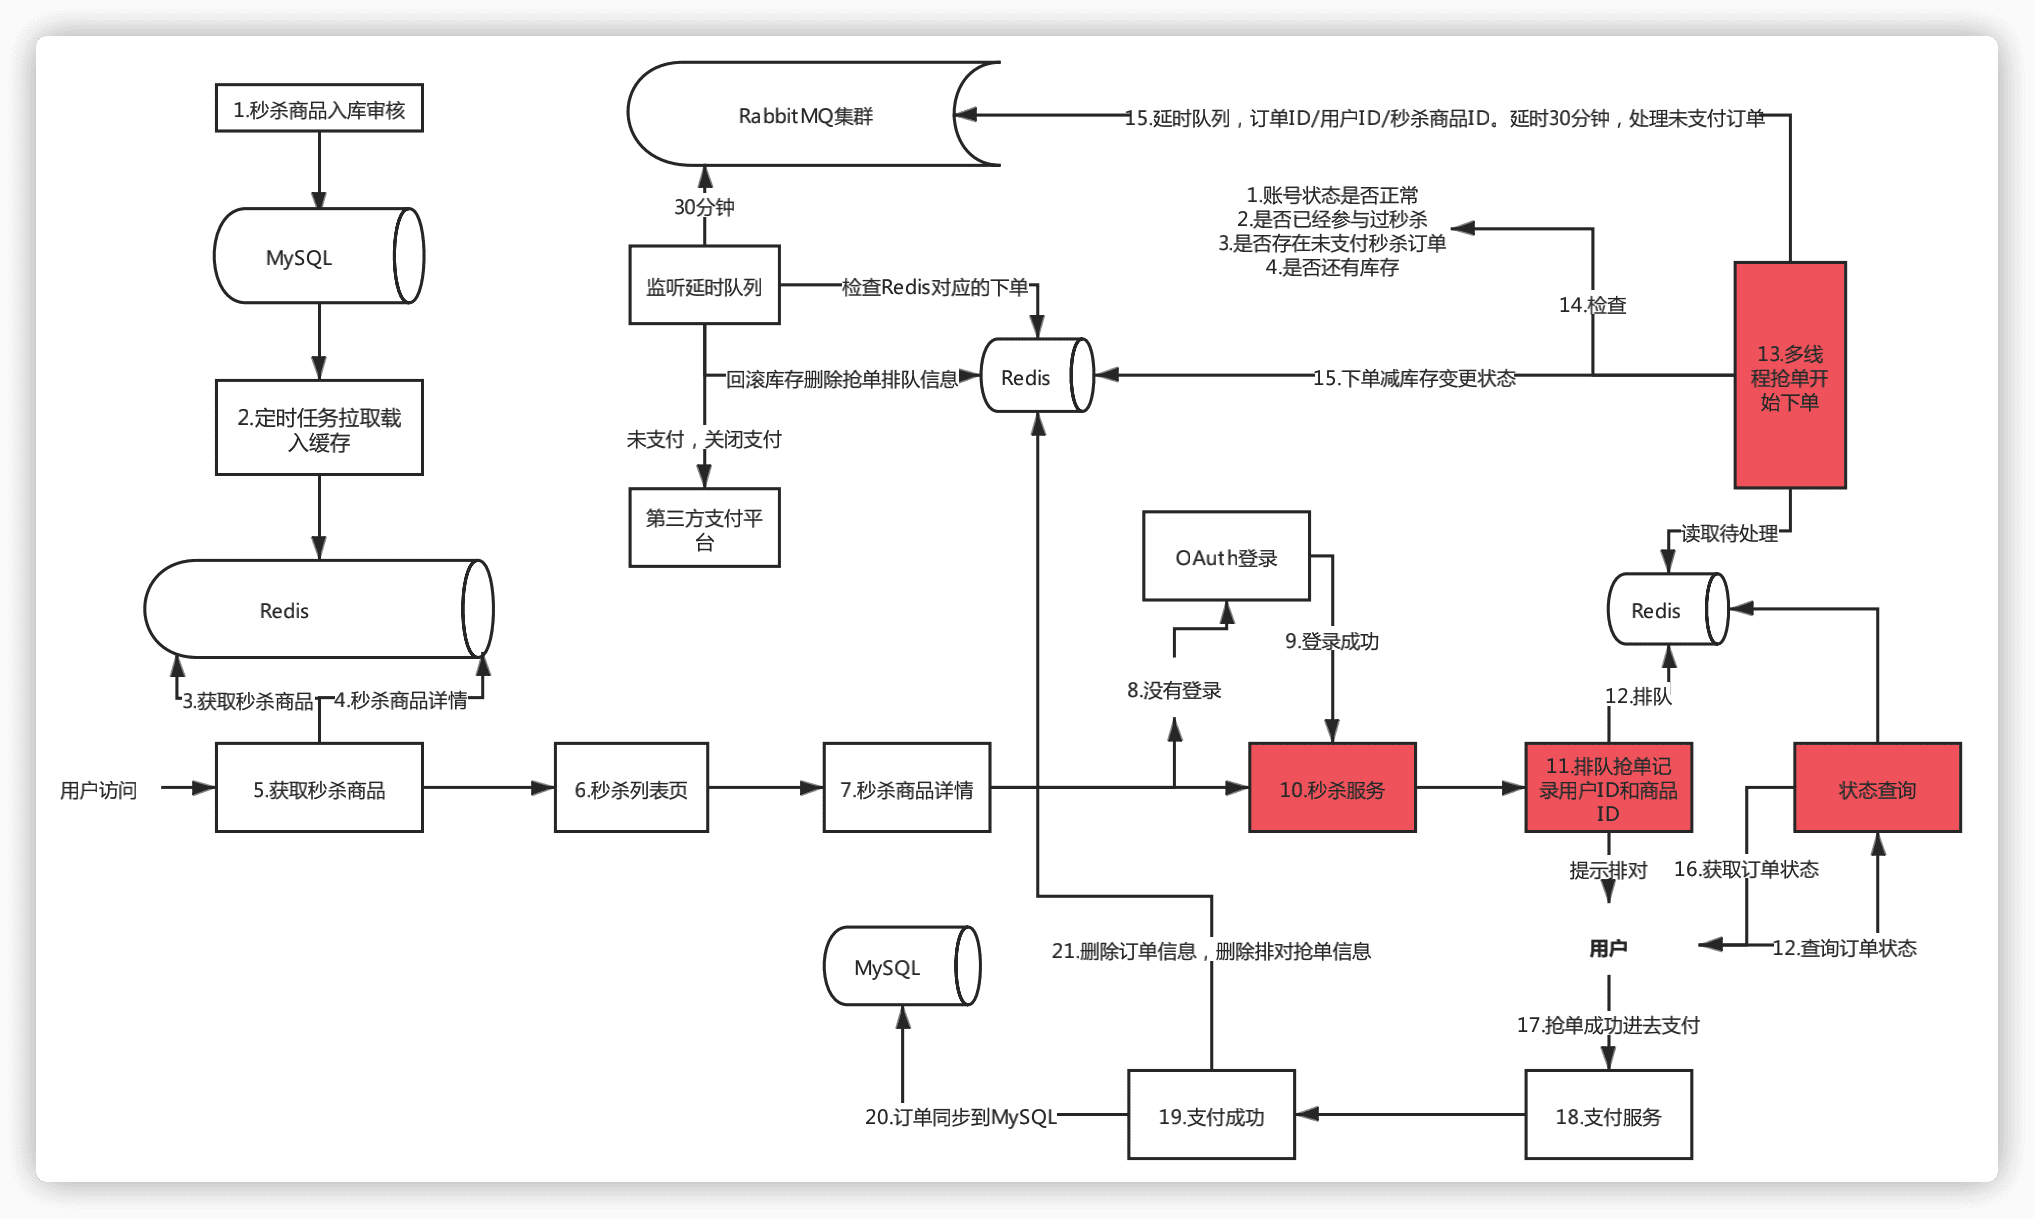 1.秒杀商品入库审核
MySQL
2.定时任务拉取载
入缓存
Redis
3.获取秒杀商品
4.秒杀商品详情
用户访问
5.获取秒杀商品
6.秒杀列表页
7.秒杀商品详情
RabbitMQ集群
15.延时队列，订单ID/用户ID/秒杀商品ID。延时30分钟，处理未支付订单
30分钟
监听延时队列
检查Redis对应的下单
回滚库存删除抢单排队信息
Redis
未支付，关闭支付
第三方支付平
台
1.账号状态是否正常
2.是否已经参与过秒杀
3.是否存在未支付秒杀订单
4.是否还有库存
14.检查
15.下单减库存变更状态
13.多线
程抢单开
始下单
读取待处理
Redis
OAuth登录
8.没有登录
9.登录成功
10.秒杀服务
12.排队
11.排队抢单记
录用户ID和商品
ID
状态查询
提示排对
16.获取订单状态
用户
12.查询订单状态
17.抢单成功进去支付
18.支付服务
19.支付成功
20.订单同步到MySQL
MySQL
21.删除订单信息，删除排对抢单信息